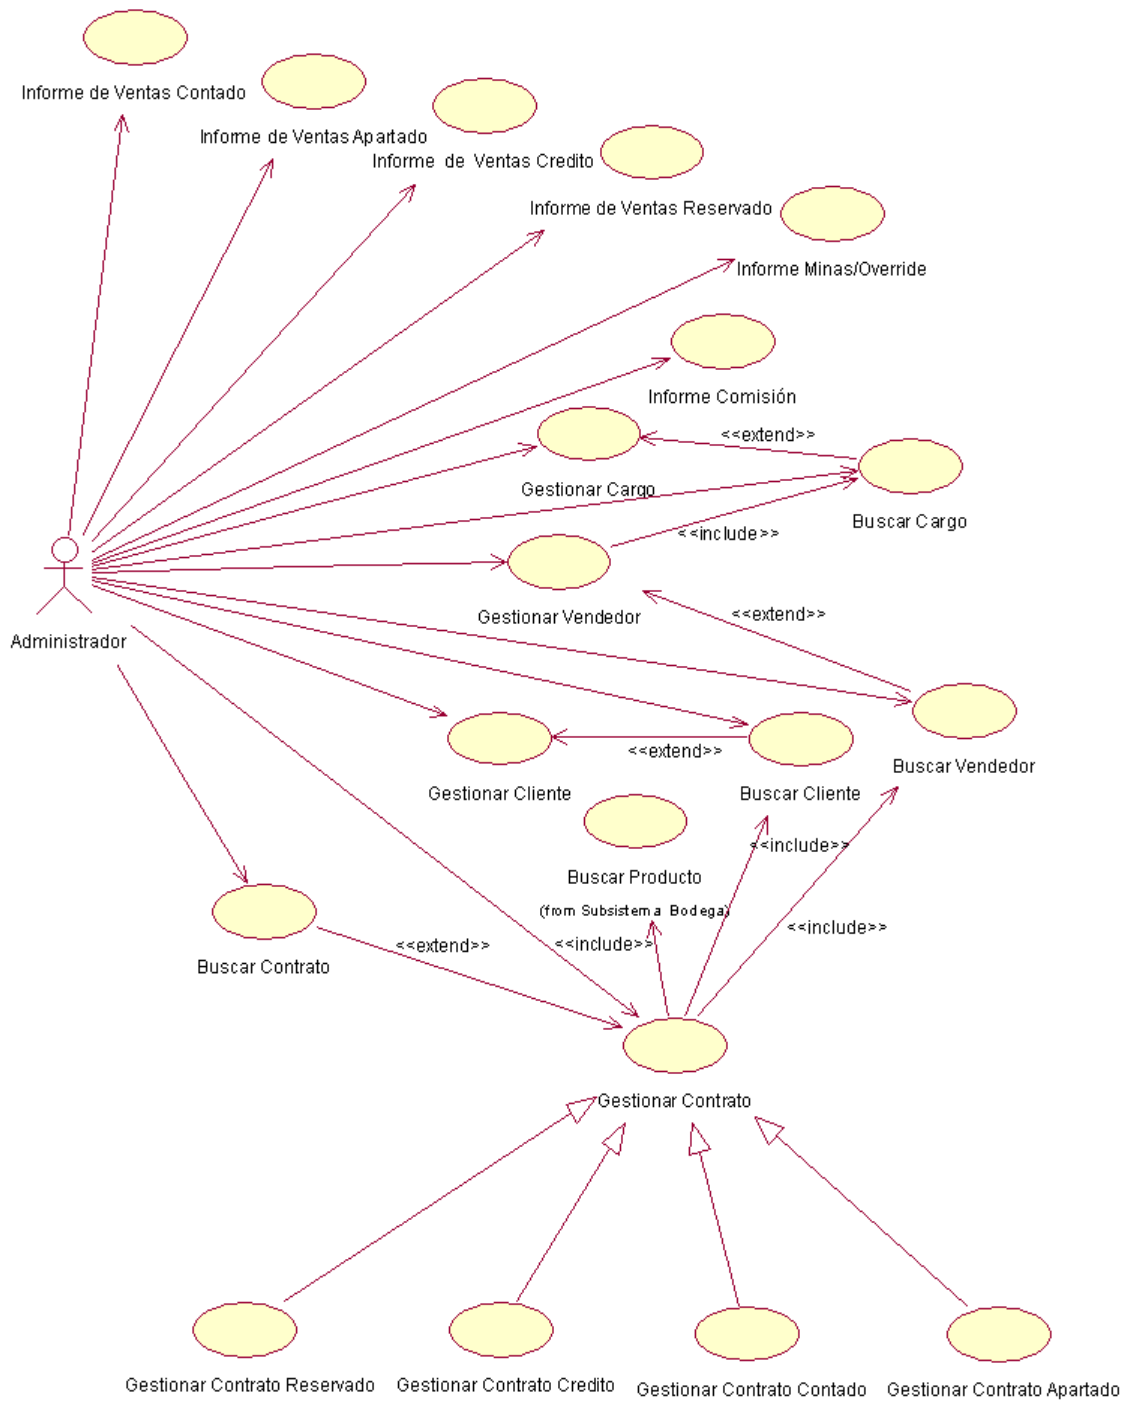 Informe de Ventas Contado
Informe de Ventas Apartado
Informe de Ventas Credito
Informe de Ventas Reservado
Informe Minas/Override
Informe Comisión
<<extend>>
Gestionar Cargo
Buscar Cargo
<<include>>
Gestionar Vendedor
<<extend>>
Administrador
<<extend>>
Buscar Vendedor
Gestionar Cliente
Buscar Cliente
<<include>>
Buscar Producto
(from Subsistema Bodega)
<<include>>
<<extend>>
<<include>>
Buscar Contrato
Gestionar Contrato
Gestionar Contrato Reservado
Gestionar Contrato Credito
Gestionar Contrato Contado
Gestionar Contrato Apartado